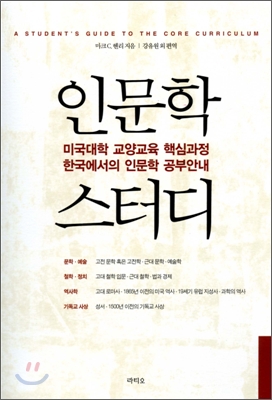 A STUDENT'S GUIDE TO THE CORE CURRICULUM
마크 C. 헨리 지음 · 강유원 외 편역
인문학
미국대학 교양교육 핵심과정
한국에서의 인문학 공부안내
스터디
문학 · 예술 고전 문학 혹은 고전학 · 근대 문학 · 예술학
철학 · 정치 고대 철학 입문 · 근대 철학 · 법과 경제
역사학 고대 로마사 · 1865년 이전의 미국 역사 · 19세기 유럽 지성사 · 과학의 역사
기독교 사상 성서 · 1500년 이전의 기독교 사상
라티오
YES24